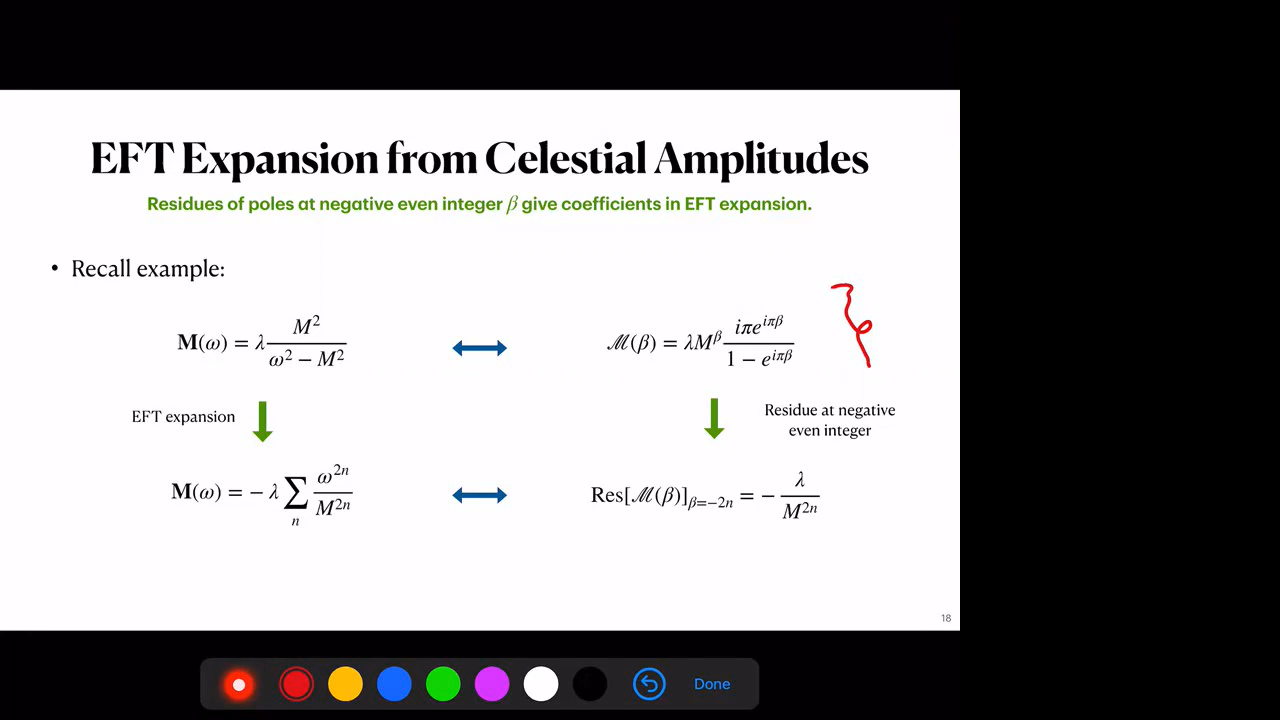 EFT Expansion from Celestial Amplitudes
Residues of poles at negative even integer β give coefficients in EFT expansion.
• Recall example:
M(ω) = λ M² / (ω² − M²)
ℳ(β) = λM^β iπe^{iπβ} / (1 − e^{iπβ})
EFT expansion
Residue at negative
even integer
M(ω) = − λ ∑_n ω^{2n} / M^{2n}
Res[ℳ(β)]_{β=−2n} = − λ / M^{2n}
18
Done